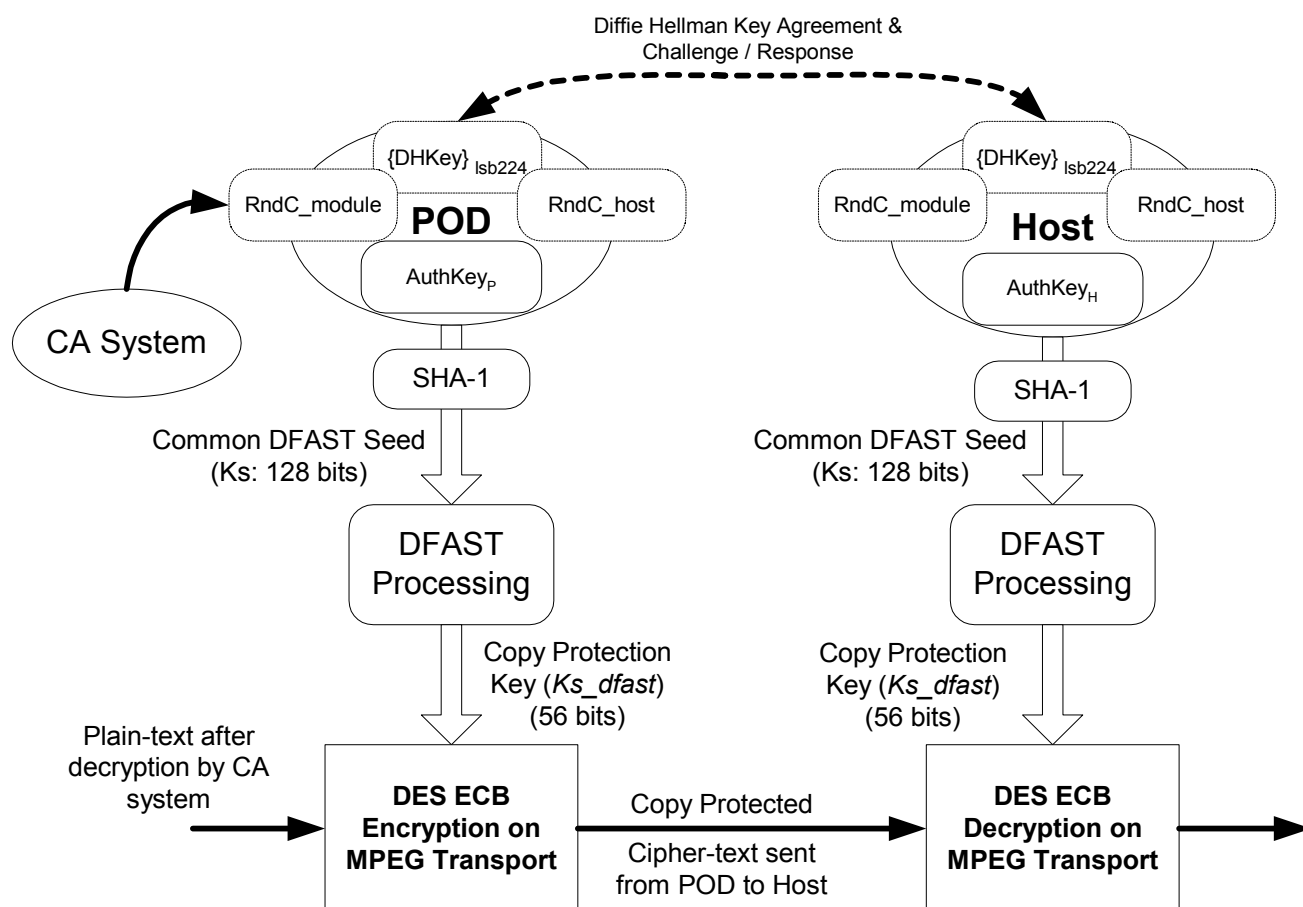 Diffie Hellman Key Agreement &
Challenge / Response
{DHKey} lsb224
RndC_module
RndC_host
POD
AuthKeyP
{DHKey} lsb224
RndC_module
RndC_host
Host
AuthKeyH
CA System
SHA-1
SHA-1
Common DFAST Seed
(Ks: 128 bits)
Common DFAST Seed
(Ks: 128 bits)
DFAST
Processing
DFAST
Processing
Copy Protection
Key (Ks_dfast)
(56 bits)
Copy Protection
Key (Ks_dfast)
(56 bits)
Plain-text after
decryption by CA
system
DES ECB
Encryption on
MPEG Transport
Copy Protected
Cipher-text sent
from POD to Host
DES ECB
Decryption on
MPEG Transport